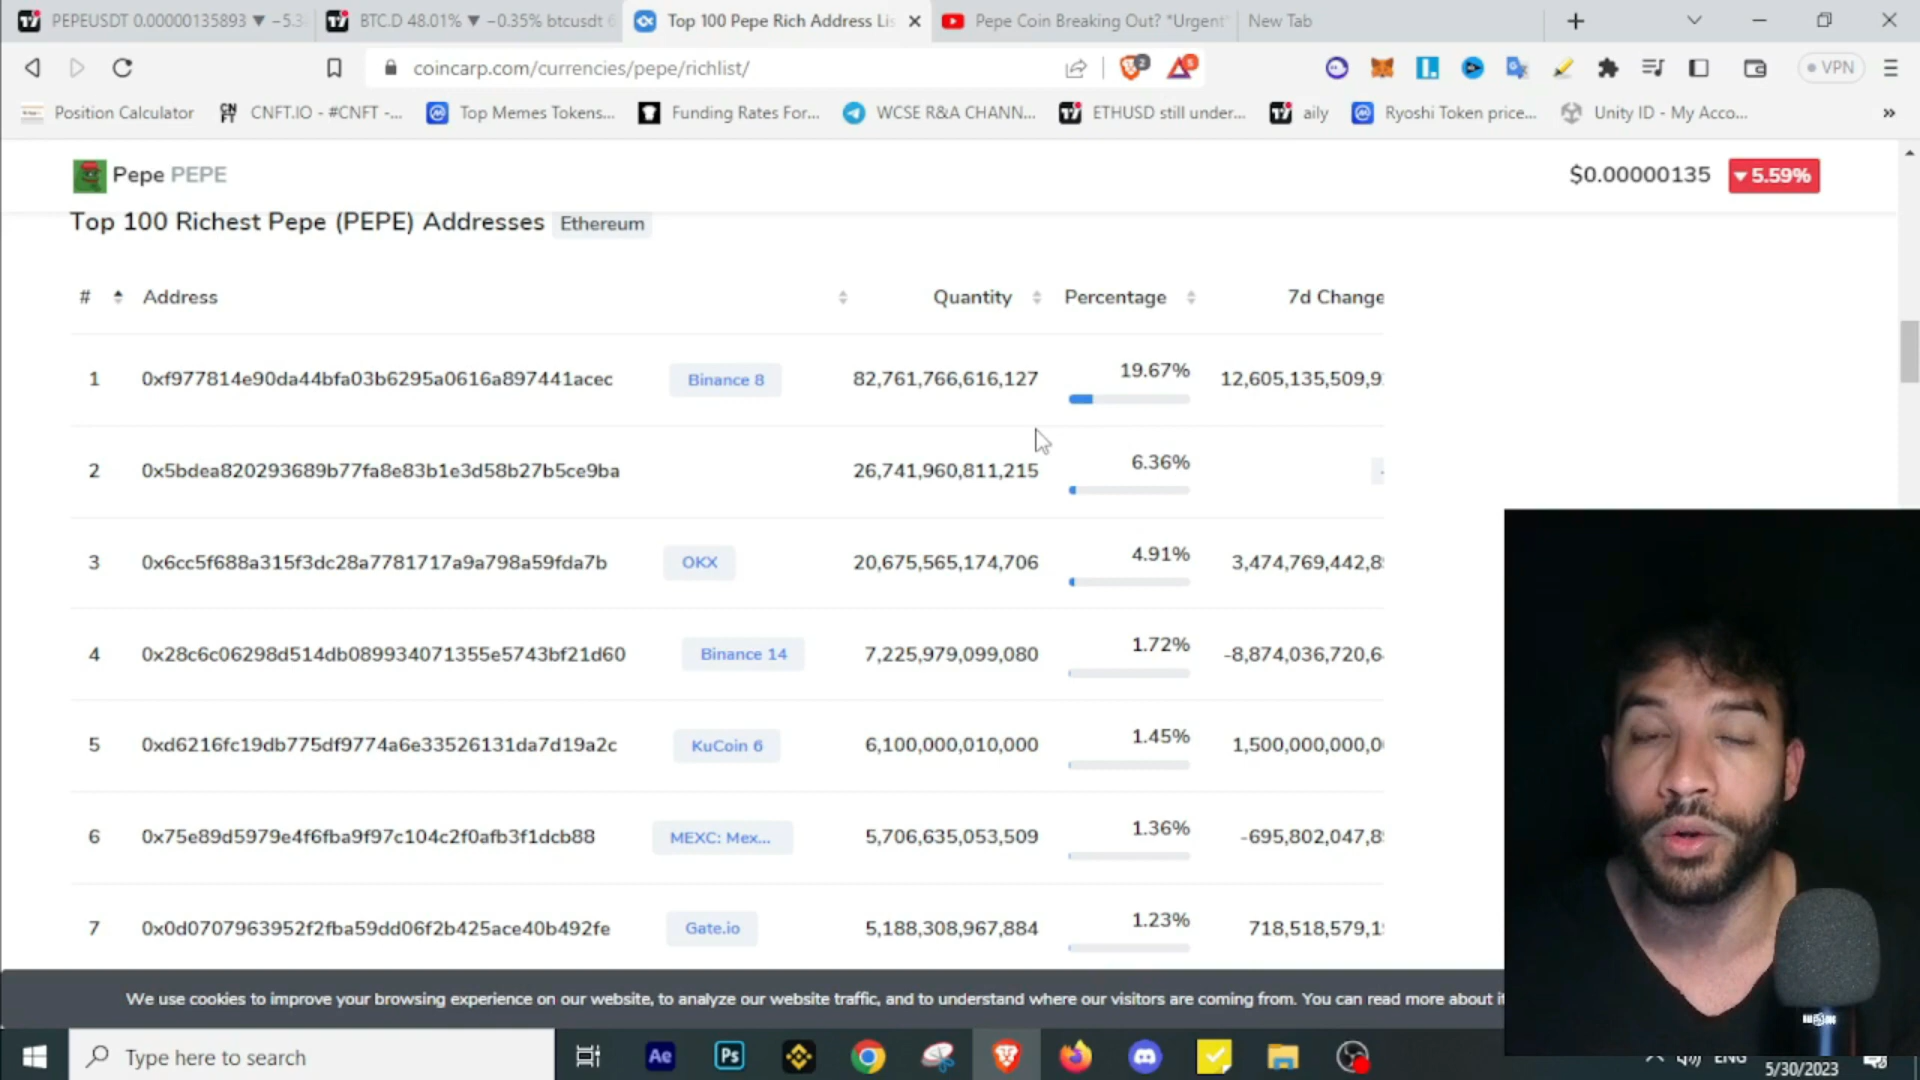 PEPEUSDT 0.00000135893 ▼ −5.3
BTC.D 48.01% ▼ −0.35% btcusdt
Top 100 Pepe Rich Address Lis
Pepe Coin Breaking Out? *Urgent*
New Tab
coincarp.com/currencies/pepe/richlist/
2
VPN
Position Calculator
CNFT.IO - #CNFT -...
Top Memes Tokens...
Funding Rates For...
WCSE R&A CHANN...
ETHUSD still under...
aily
Ryoshi Token price...
Unity ID - My Acco...
»
Pepe PEPE
$0.00000135
▼ 5.59%
Top 100 Richest Pepe (PEPE) Addresses Ethereum
# Address Quantity Percentage 7d Change
1 0xf977814e90da44bfa03b6295a0616a897441acec Binance 8 82,761,766,616,127 19.67% 12,605,135,509,9
2 0x5bdea820293689b77fa8e83b1e3d58b27b5ce9ba 26,741,960,811,215 6.36%
3 0x6cc5f688a315f3dc28a7781717a9a798a59fda7b OKX 20,675,565,174,706 4.91% 3,474,769,442,8
4 0x28c6c06298d514db089934071355e5743bf21d60 Binance 14 7,225,979,099,080 1.72% -8,874,036,720,6
5 0xd6216fc19db775df9774a6e33526131da7d19a2c KuCoin 6 6,100,000,010,000 1.45% 1,500,000,000,0
6 0x75e89d5979e4f6fba9f97c104c2f0afb3f1dcb88 MEXC: Mex... 5,706,635,053,509 1.36% -695,802,047,8
7 0x0d0707963952f2fba59dd06f2b425ace40b492fe Gate.io 5,188,308,967,884 1.23% 718,518,579,1
We use cookies to improve your browsing experience on our website, to analyze our website traffic, and to understand where our visitors are coming from. You can read more about it
Type here to search
Ae
Ps
ENG
5/30/2023